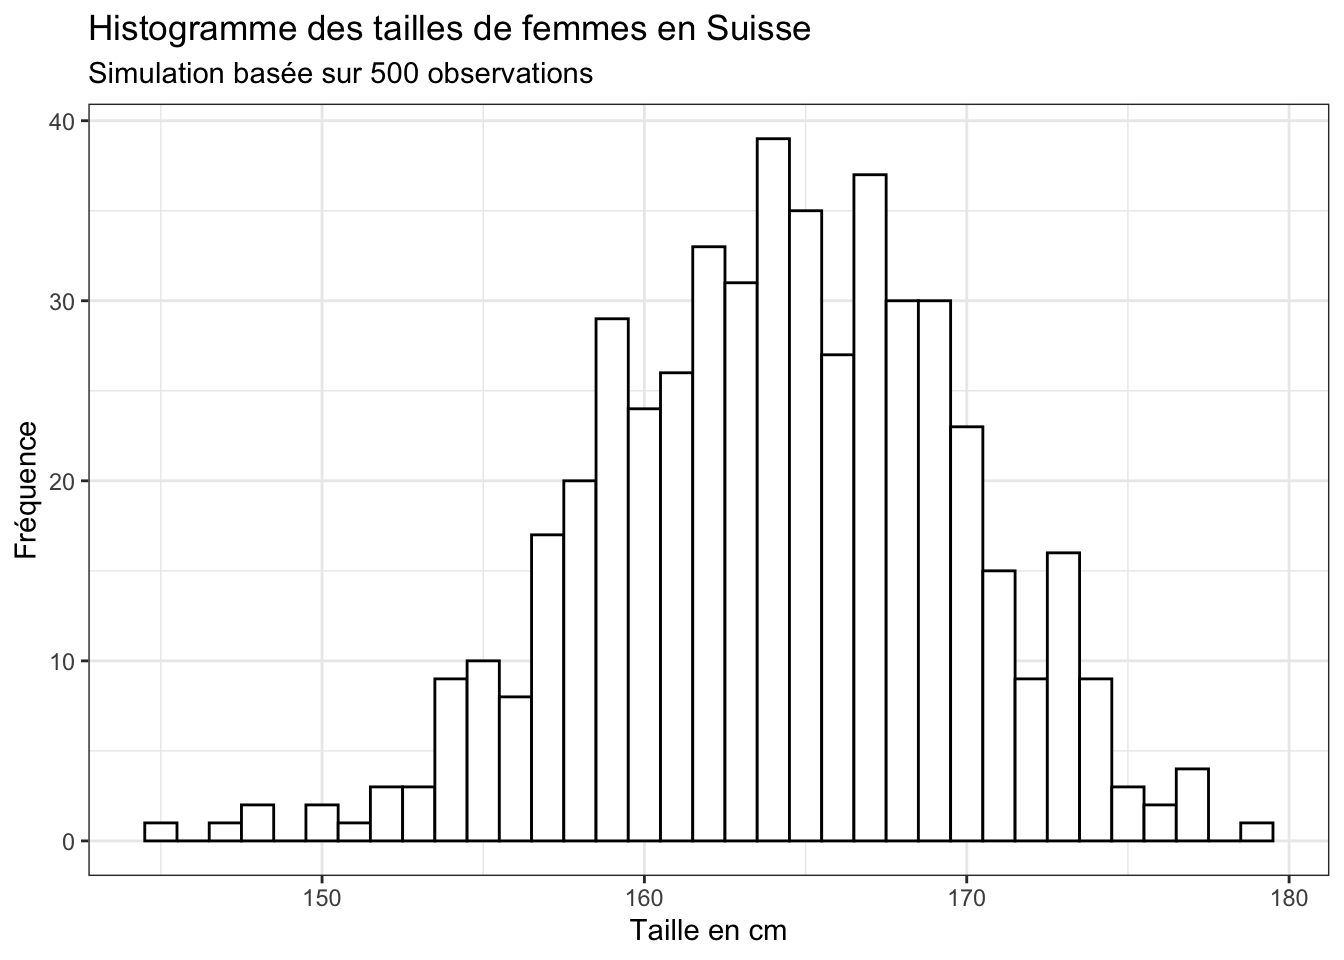 Histogramme des tailles de femmes en Suisse
Simulation basée sur 500 observations
40
30
20
10
0
Fréquence
150 160 170 180
Taille en cm